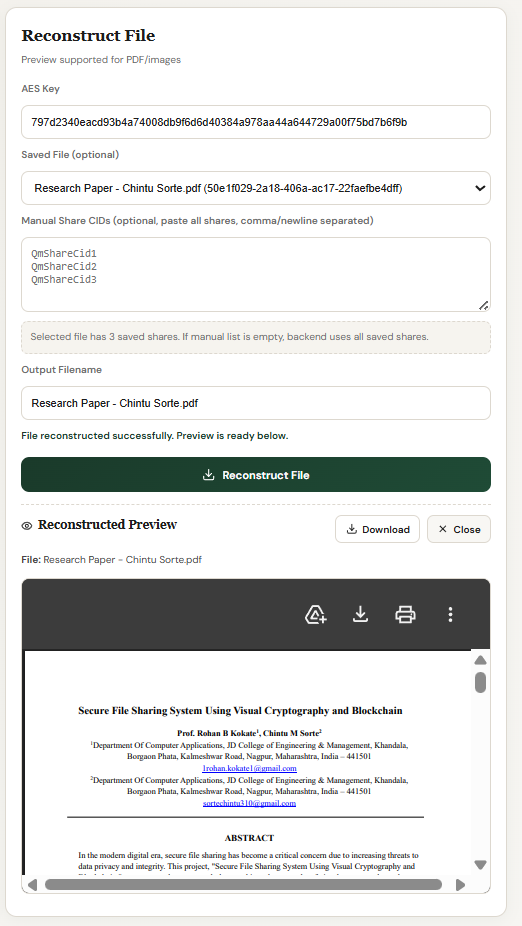 Reconstruct File
Preview supported for PDF/images
AES Key
797d2340eacd93b4a74008db9f6d6d40384a978aa44a644729a00f75bd7b6f9b
Saved File (optional)
Research Paper - Chintu Sorte.pdf (50e1f029-2a18-406a-ac17-22faefbe4dff)
Manual Share CIDs (optional, paste all shares, comma/newline separated)
QmShareCid1
QmShareCid2
QmShareCid3
Selected file has 3 saved shares. If manual list is empty, backend uses all saved shares.
Output Filename
Research Paper - Chintu Sorte.pdf
File reconstructed successfully. Preview is ready below.
Reconstruct File
Reconstructed Preview
Download
Close
File: Research Paper - Chintu Sorte.pdf
Secure File Sharing System Using Visual Cryptography and Blockchain
Prof. Rohan B Kokate¹, Chintu M Sorte²
¹Department Of Computer Applications, JD College of Engineering & Management, Khandala,
Borgaon Phata, Kalmeshwar Road, Nagpur, Maharashtra, India – 441501
1rohan.kokate1@gmail.com
²Department Of Computer Applications, JD College of Engineering & Management, Khandala,
Borgaon Phata, Kalmeshwar Road, Nagpur, Maharashtra, India – 441501
sortechintu310@gmail.com
ABSTRACT
In the modern digital era, secure file sharing has become a critical concern due to increasing threats to
data privacy and integrity. This project, "Secure File Sharing System Using Visual Cryptography and